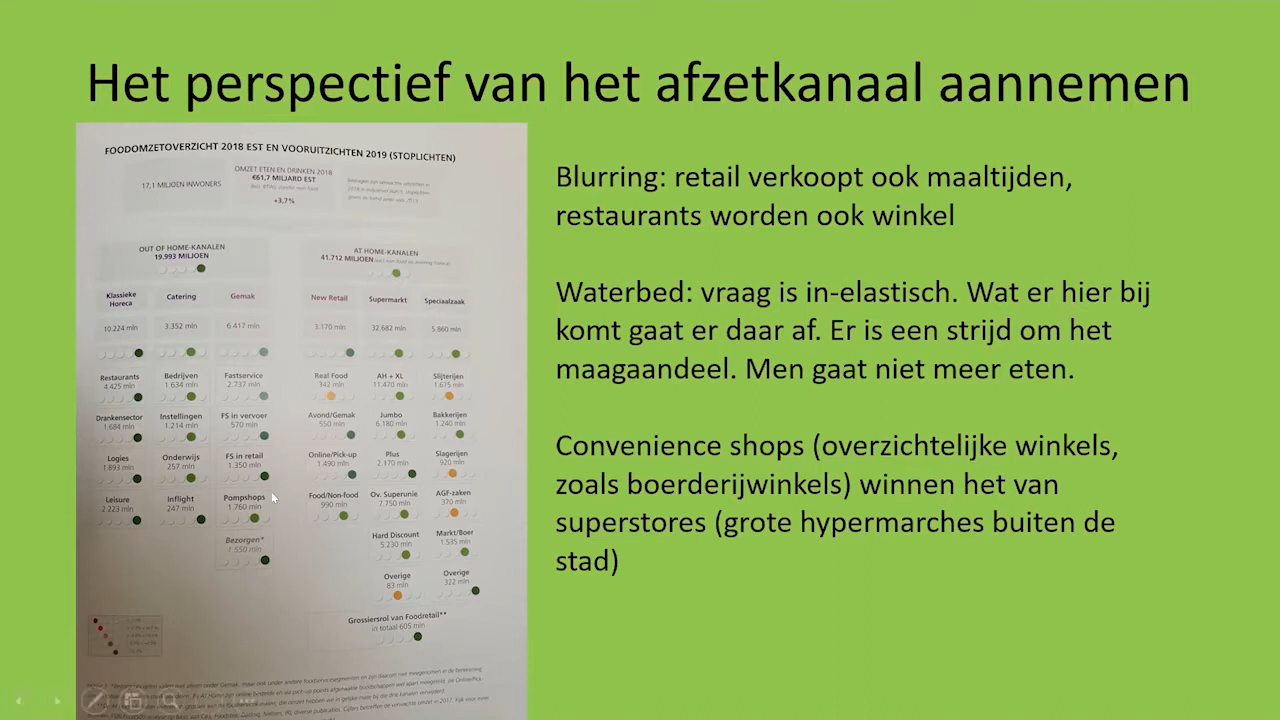 Het perspectief van het afzetkanaal aannemen
FOODOMZETOVERZICHT 2018 EST EN VOORUITZICHTEN 2019 (STOPLICHTEN)
17,1 MILJOEN INWONERS
OMZET ETEN EN DRINKEN 2018
€61,7 MILJARD EST
+3,7%
OUT OF HOME-KANALEN
19.993 MILJOEN
AT HOME-KANALEN
41.712 MILJOEN
Klassieke Horeca
Catering
Gemak
New Retail
Supermarkt
Speciaalzaak
10.224 mln
3.352 mln
6.417 mln
3.170 mln
32.682 mln
5.860 mln
Restaurants
4.425 mln
Bedrijven
1.634 mln
Fastservice
2.737 mln
Real Food
342 mln
AH + XL
11.470 mln
Slijterijen
1.675 mln
Drankensector
1.684 mln
Instellingen
1.214 mln
FS in vervoer
570 mln
Avond/Gemak
550 mln
Jumbo
6.180 mln
Bakkerijen
1.240 mln
Logies
1.893 mln
Onderwijs
257 mln
FS in retail
1.350 mln
Online/Pick-up
1.490 mln
Plus
2.170 mln
Slagerijen
920 mln
Leisure
2.223 mln
Inflight
247 mln
Pompshops
1.760 mln
Food/Non-food
990 mln
Ov. Superunie
7.750 mln
AGF-zaken
370 mln
Bezorgen*
1.550 mln
Hard Discount
5.230 mln
Markt/Boer
1.535 mln
Overige
83 mln
Overige
322 mln
Grossiersrol van Foodretail**
in totaal 605 mln
Blurring: retail verkoopt ook maaltijden,
restaurants worden ook winkel
Waterbed: vraag is in-elastisch. Wat er hier bij
komt gaat er daar af. Er is een strijd om het
maagaandeel. Men gaat niet meer eten.
Convenience shops (overzichtelijke winkels,
zoals boerderijwinkels) winnen het van
superstores (grote hypermarches buiten de
stad)